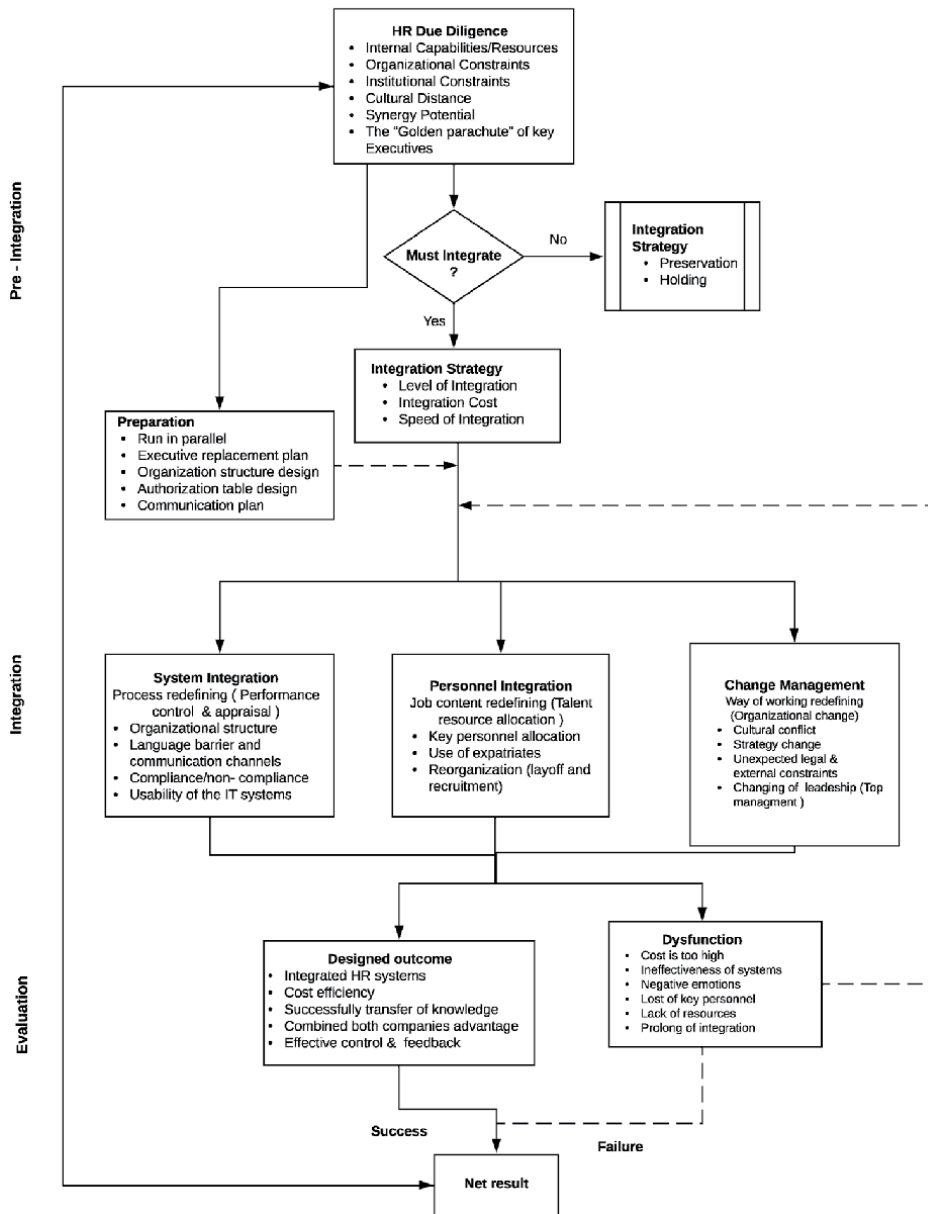 HR Due Diligence
• Internal Capabilities/Resources
• Organizational Constraints
• Institutional Constraints
• Cultural Distance
• Synergy Potential
• The "Golden parachute" of key
Executives
Pre - Integration
Must Integrate
?
No
Integration
Strategy
• Preservation
• Holding
Yes
Integration Strategy
• Level of Integration
• Integration Cost
• Speed of Integration
Preparation
• Run in parallel
• Executive replacement plan
• Organization structure design
• Authorization table design
• Communication plan
Integration
System Integration
Process redefining ( Performance
control & appraisal )
• Organizational structure
• Language barrier and
communication channels
• Compliance/non- compliance
• Usability of the IT systems
Personnel Integration
Job content redefining (Talent
resource allocation )
• Key personnel allocation
• Use of expatriates
• Reorganization (layoff and
recruitment)
Change Management
Way of working redefining
(Organizational change)
• Cultural conflict
• Strategy change
• Unexpected legal &
external constraints
• Changing of leadeship (Top
managment )
Evaluation
Designed outcome
• Integrated HR systems
• Cost efficiency
• Successfully transfer of knowledge
• Combined both companies advantage
• Effective control & feedback
Dysfunction
• Cost is too high
• Ineffectiveness of systems
• Negative emotions
• Lost of key personnel
• Lack of resources
• Prolong of integration
Success
Failure
Net result